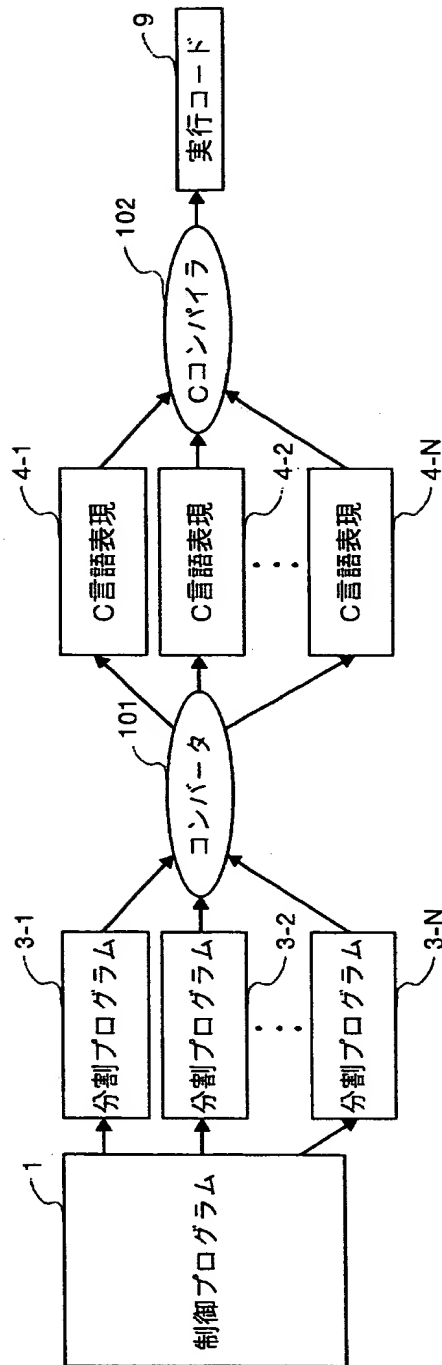 1
制御プログラム
3-1
分割プログラム
3-2
分割プログラム
・・・
3-N
分割プログラム
101
コンバータ
4-1
C言語表現
4-2
C言語表現
・・・
4-N
C言語表現
102
Cコンパイラ
9
実行コード